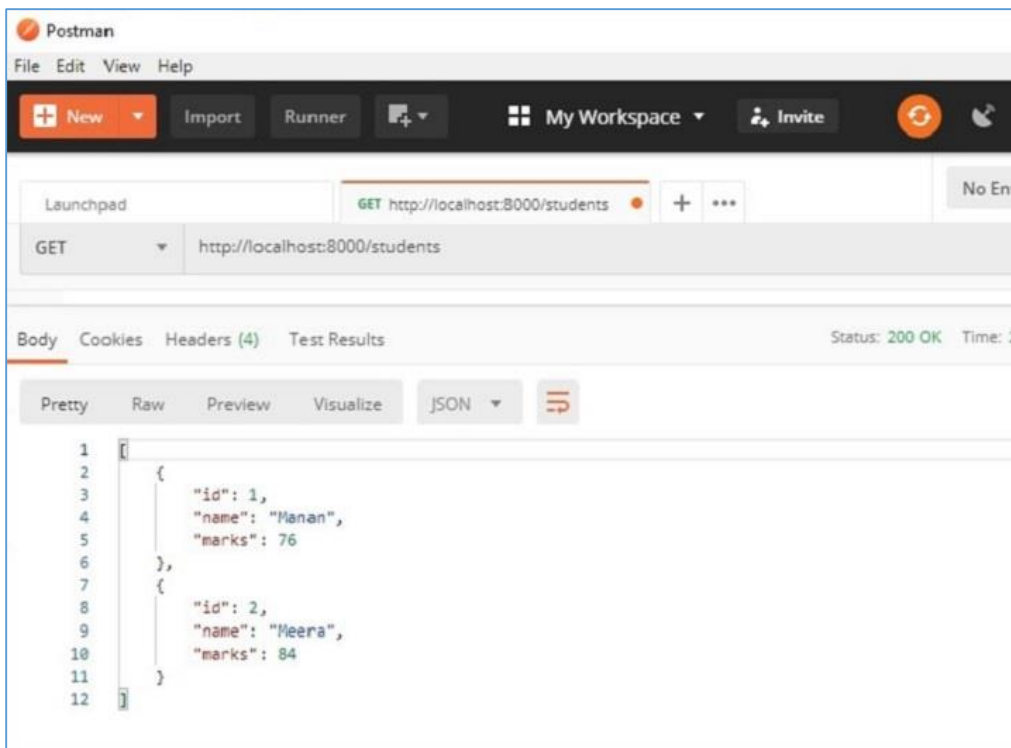 Postman
File Edit View Help
New Import Runner My Workspace Invite
Launchpad GET http://localhost:8000/students No En
GET http://localhost:8000/students
Body Cookies Headers (4) Test Results Status: 200 OK Time:
Pretty Raw Preview Visualize JSON
1 [
2 {
3 "id": 1,
4 "name": "Manan",
5 "marks": 76
6 },
7 {
8 "id": 2,
9 "name": "Meera",
10 "marks": 84
11 }
12 ]